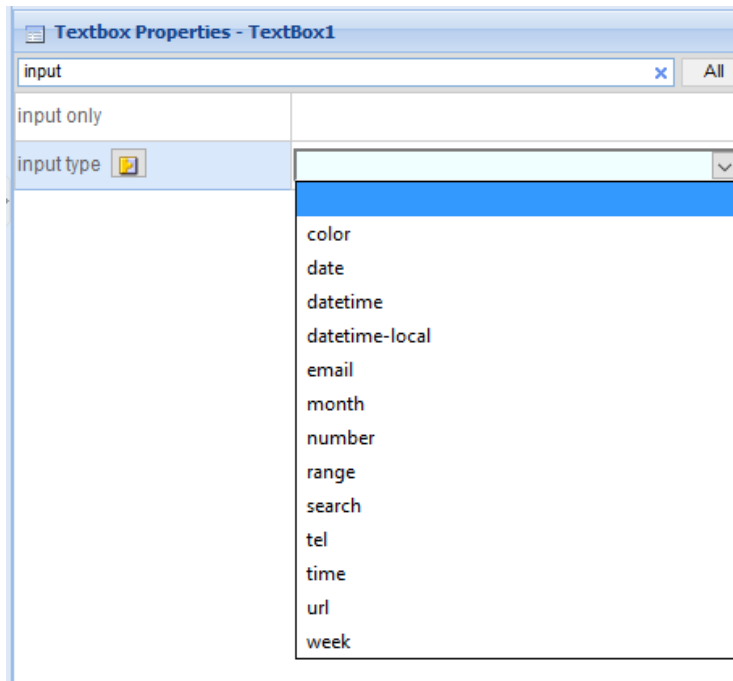 Textbox Properties - TextBox1
input All
input only
input type
color
date
datetime
datetime-local
email
month
number
range
search
tel
time
url
week